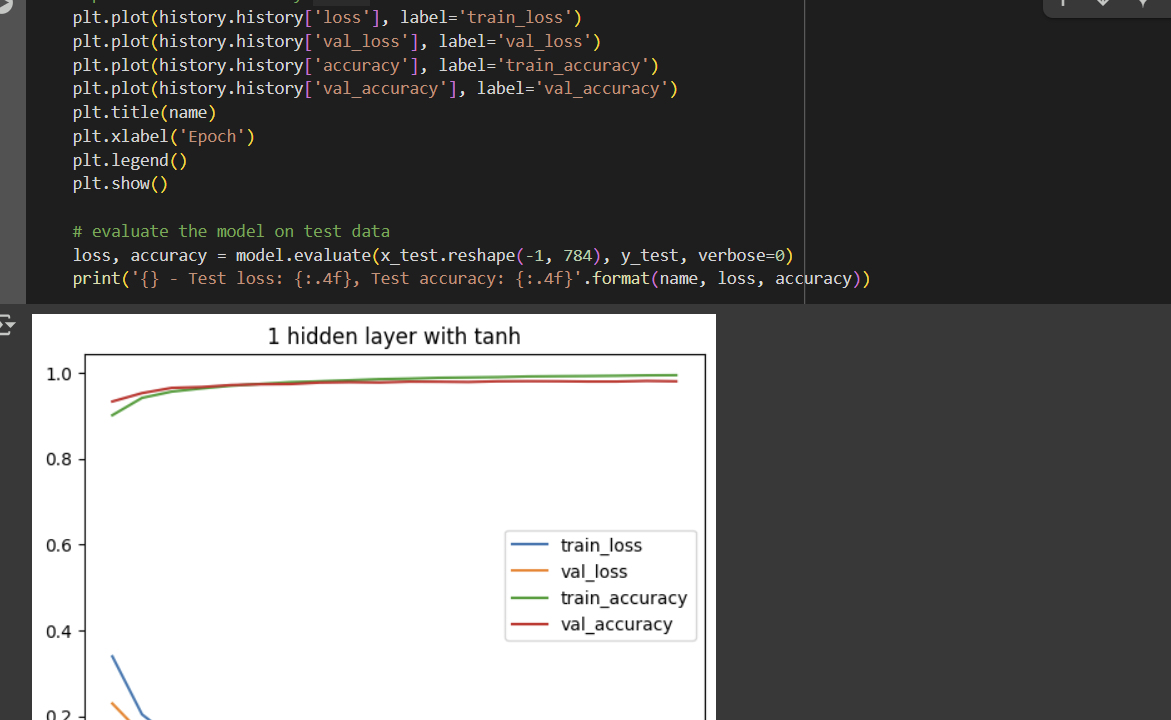 plt.plot(history.history['loss'], label='train_loss')
plt.plot(history.history['val_loss'], label='val_loss')
plt.plot(history.history['accuracy'], label='train_accuracy')
plt.plot(history.history['val_accuracy'], label='val_accuracy')
plt.title(name)
plt.xlabel('Epoch')
plt.legend()
plt.show()
# evaluate the model on test data
loss, accuracy = model.evaluate(x_test.reshape(-1, 784), y_test, verbose=0)
print('{} - Test loss: {:.4f}, Test accuracy: {:.4f}'.format(name, loss, accuracy))
1 hidden layer with tanh
1.0
0.8
0.6
train_loss
val_loss
train_accuracy
val_accuracy
0.4
0.2